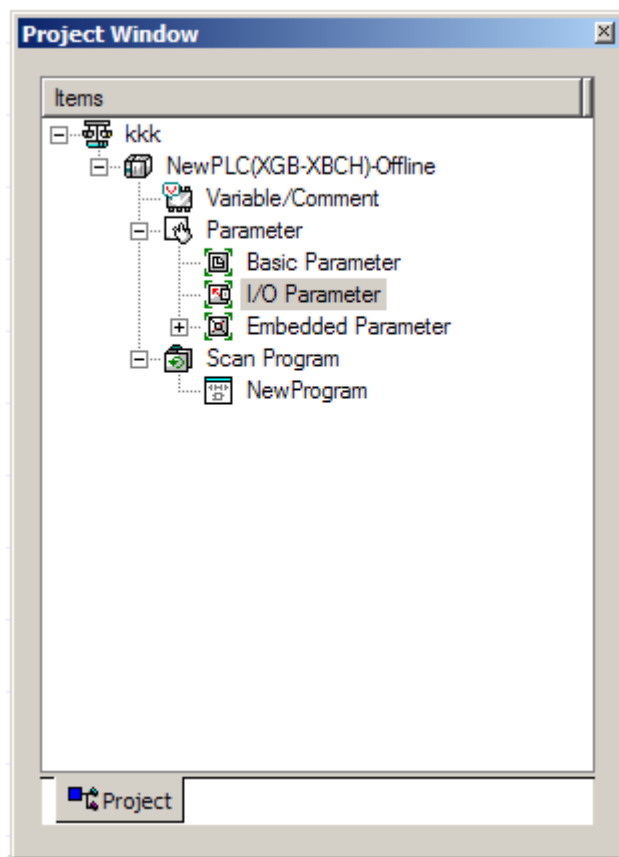 Project Window
Items
kkk
NewPLC(XGB-XBCH)-Offline
Variable/Comment
Parameter
Basic Parameter
I/O Parameter
Embedded Parameter
Scan Program
NewProgram
Project